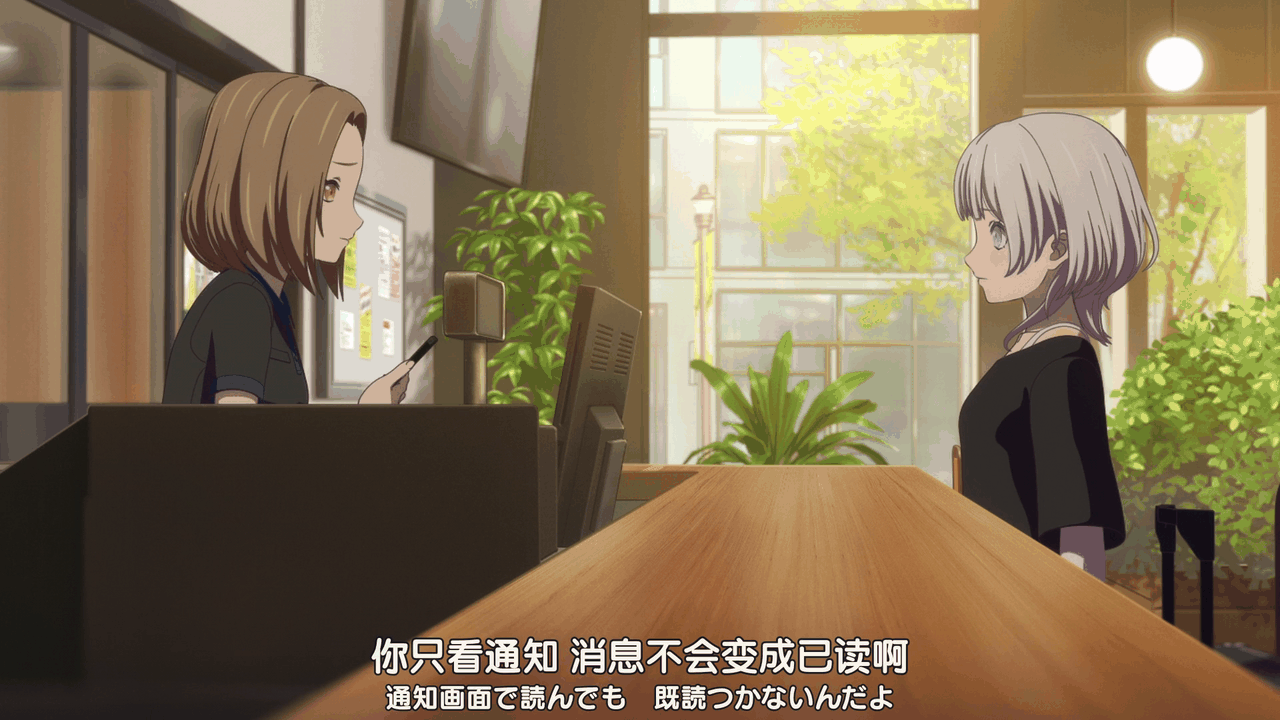 你只看通知 消息不会变成已读啊
通知画面で読んでも　既読つかないんだよ